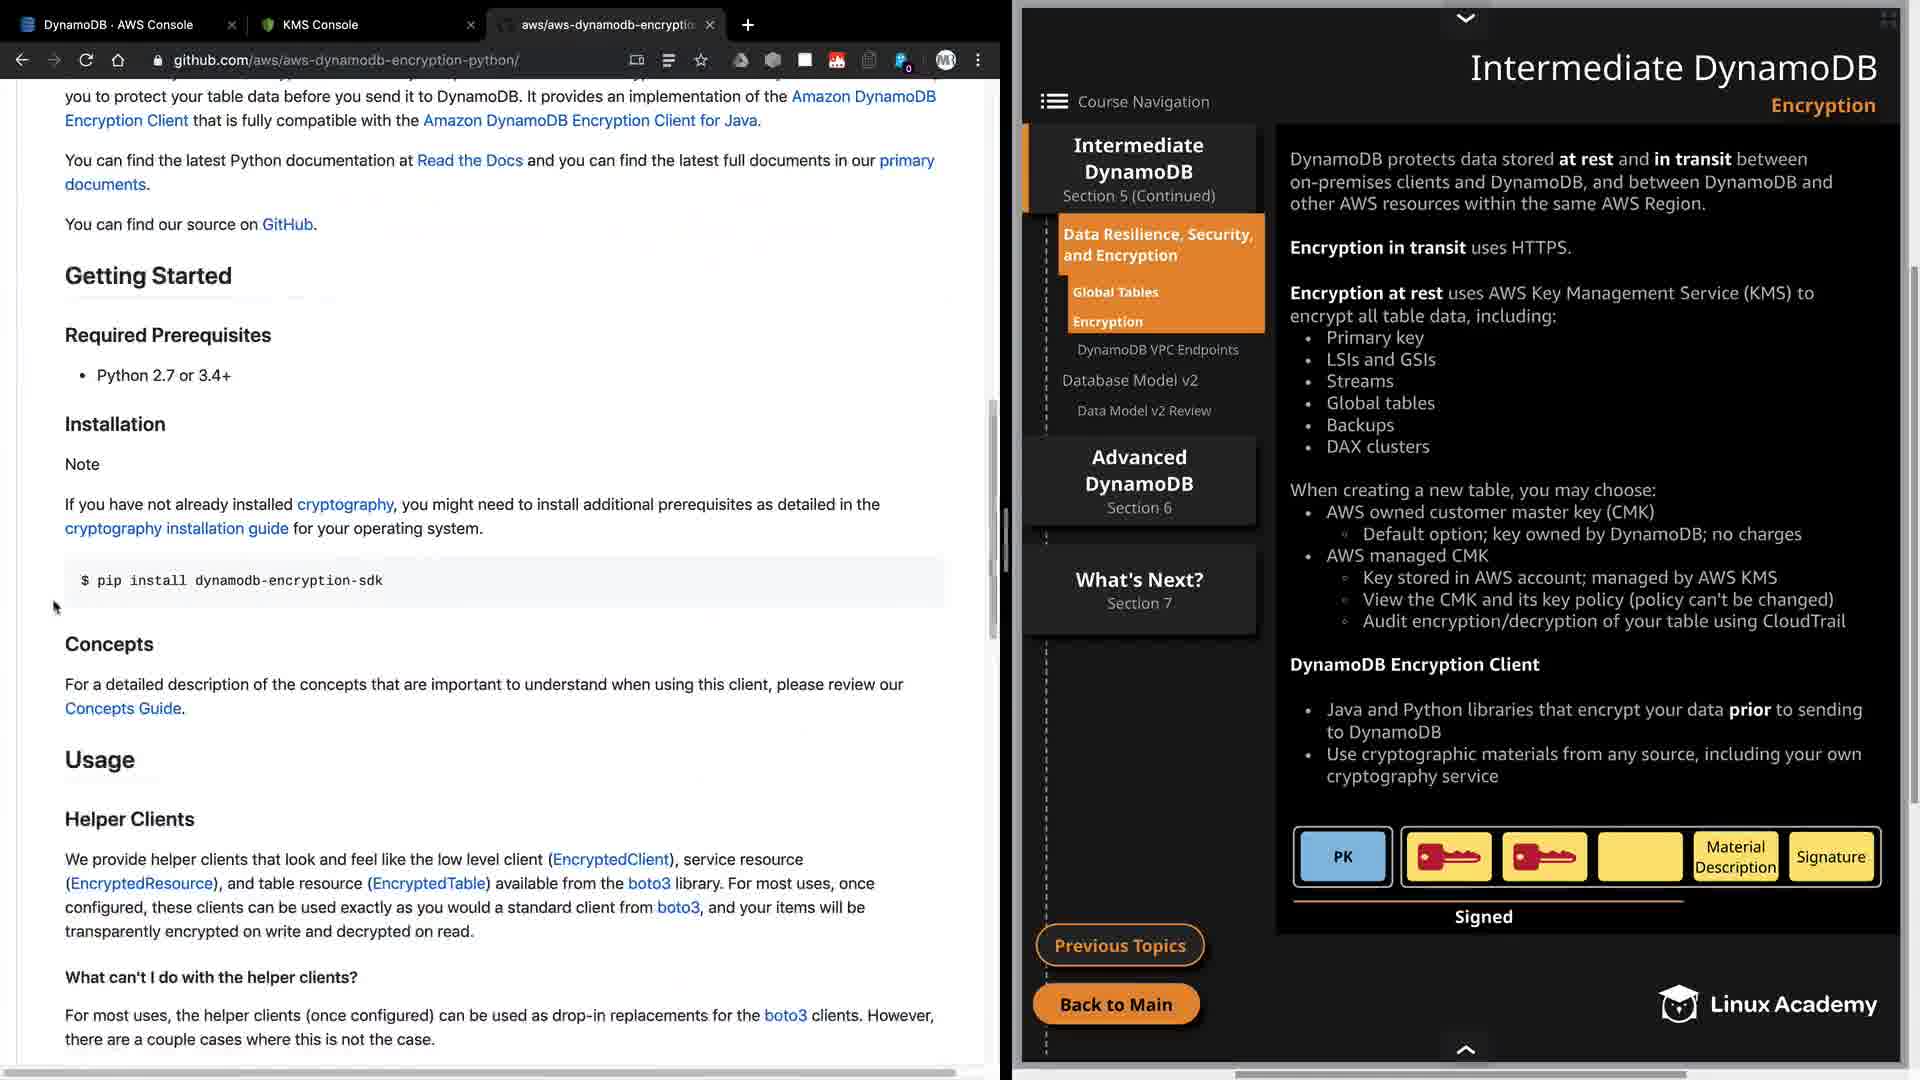 DynamoDB · AWS Console
KMS Console
aws/aws-dynamodb-encryptio
github.com/aws/aws-dynamodb-encryption-python/
you to protect your table data before you send it to DynamoDB. It provides an implementation of the Amazon DynamoDB
Encryption Client that is fully compatible with the Amazon DynamoDB Encryption Client for Java.
You can find the latest Python documentation at Read the Docs and you can find the latest full documents in our primary
documents.
You can find our source on GitHub.
Getting Started
Required Prerequisites
• Python 2.7 or 3.4+
Installation
Note
If you have not already installed cryptography, you might need to install additional prerequisites as detailed in the
cryptography installation guide for your operating system.
$ pip install dynamodb-encryption-sdk
Concepts
For a detailed description of the concepts that are important to understand when using this client, please review our
Concepts Guide.
Usage
Helper Clients
We provide helper clients that look and feel like the low level client (EncryptedClient), service resource
(EncryptedResource), and table resource (EncryptedTable) available from the boto3 library. For most uses, once
configured, these clients can be used exactly as you would a standard client from boto3, and your items will be
transparently encrypted on write and decrypted on read.
What can't I do with the helper clients?
For most uses, the helper clients (once configured) can be used as drop-in replacements for the boto3 clients. However,
there are a couple cases where this is not the case.
Intermediate DynamoDB
Encryption
Course Navigation
Intermediate
DynamoDB
Section 5 (Continued)
Data Resilience, Security,
and Encryption
Global Tables
Encryption
DynamoDB VPC Endpoints
Database Model v2
Data Model v2 Review
Advanced
DynamoDB
Section 6
What's Next?
Section 7
Previous Topics
Back to Main
DynamoDB protects data stored at rest and in transit between
on-premises clients and DynamoDB, and between DynamoDB and
other AWS resources within the same AWS Region.
Encryption in transit uses HTTPS.
Encryption at rest uses AWS Key Management Service (KMS) to
encrypt all table data, including:
• Primary key
• LSIs and GSIs
• Streams
• Global tables
• Backups
• DAX clusters
When creating a new table, you may choose:
• AWS owned customer master key (CMK)
◦ Default option; key owned by DynamoDB; no charges
• AWS managed CMK
◦ Key stored in AWS account; managed by AWS KMS
◦ View the CMK and its key policy (policy can't be changed)
◦ Audit encryption/decryption of your table using CloudTrail
DynamoDB Encryption Client
• Java and Python libraries that encrypt your data prior to sending
to DynamoDB
• Use cryptographic materials from any source, including your own
cryptography service
PK
Material
Description
Signature
Signed
Linux Academy